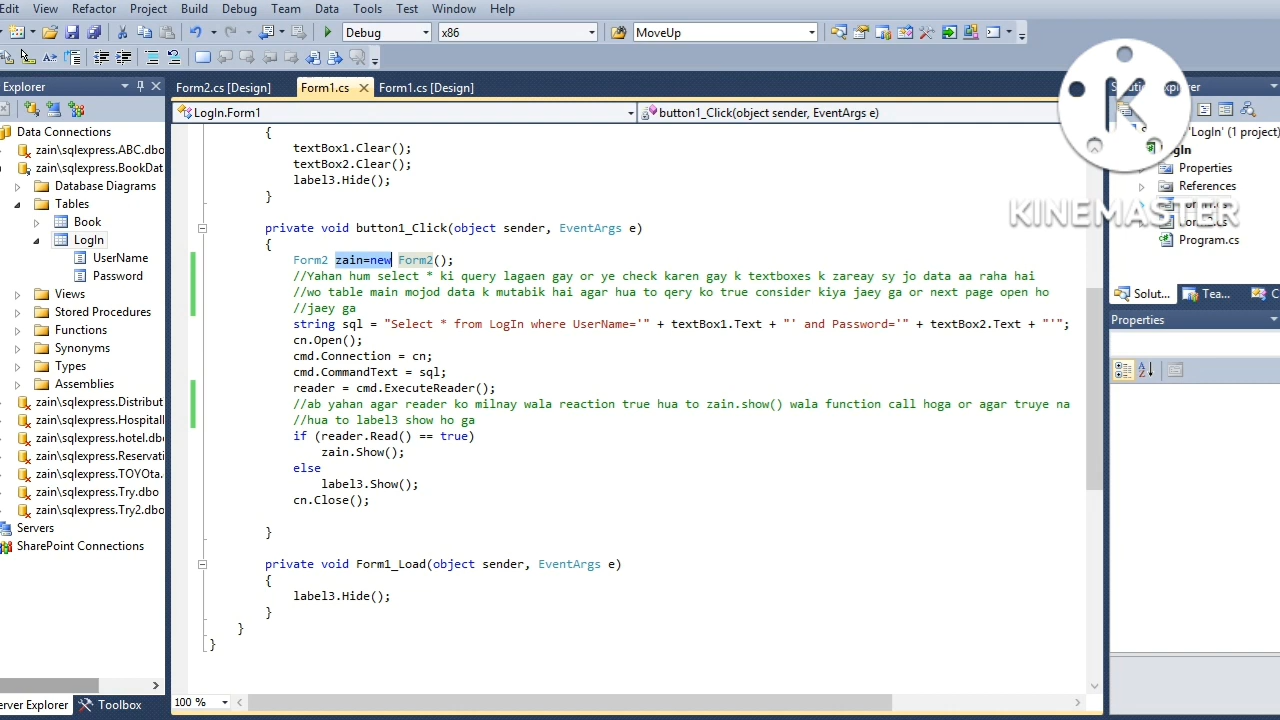 Edit View Refactor Project Build Debug Team Data Tools Test Window Help
Debug x86 MoveUp
Explorer
Data Connections
zain\sqlexpress.ABC.dbo
zain\sqlexpress.BookDat
Database Diagrams
Tables
Book
LogIn
UserName
Password
Views
Stored Procedures
Functions
Synonyms
Types
Assemblies
zain\sqlexpress.Distribut
zain\sqlexpress.Hospitall
zain\sqlexpress.hotel.dbo
zain\sqlexpress.Reservati
zain\sqlexpress.TOYOta.
zain\sqlexpress.Try.dbo
zain\sqlexpress.Try2.dbo
Servers
SharePoint Connections
erver Explorer Toolbox
Form2.cs [Design] Form1.cs Form1.cs [Design]
LogIn.Form1 button1_Click(object sender, EventArgs e)
{
textBox1.Clear();
textBox2.Clear();
label3.Hide();
}
private void button1_Click(object sender, EventArgs e)
{
Form2 zain=new Form2();
//Yahan hum select * ki query lagaen gay or ye check karen gay k textboxes k zareay sy jo data aa raha hai
//wo table main mojod data k mutabik hai agar hua to qery ko true consider kiya jaey ga or next page open ho
//jaey ga
string sql = "Select * from LogIn where UserName='" + textBox1.Text + "' and Password='" + textBox2.Text + "'";
cn.Open();
cmd.Connection = cn;
cmd.CommandText = sql;
reader = cmd.ExecuteReader();
//ab yahan agar reader ko milnay wala reaction true hua to zain.show() wala function call hoga or agar truye na
//hua to label3 show ho ga
if (reader.Read() == true)
zain.Show();
else
label3.Show();
cn.Close();
}
private void Form1_Load(object sender, EventArgs e)
{
label3.Hide();
}
}
}
100 %
K
KINEMASTER
'LogIn' (1 project)
Properties
References
Program.cs
Solut... Tea...
Properties